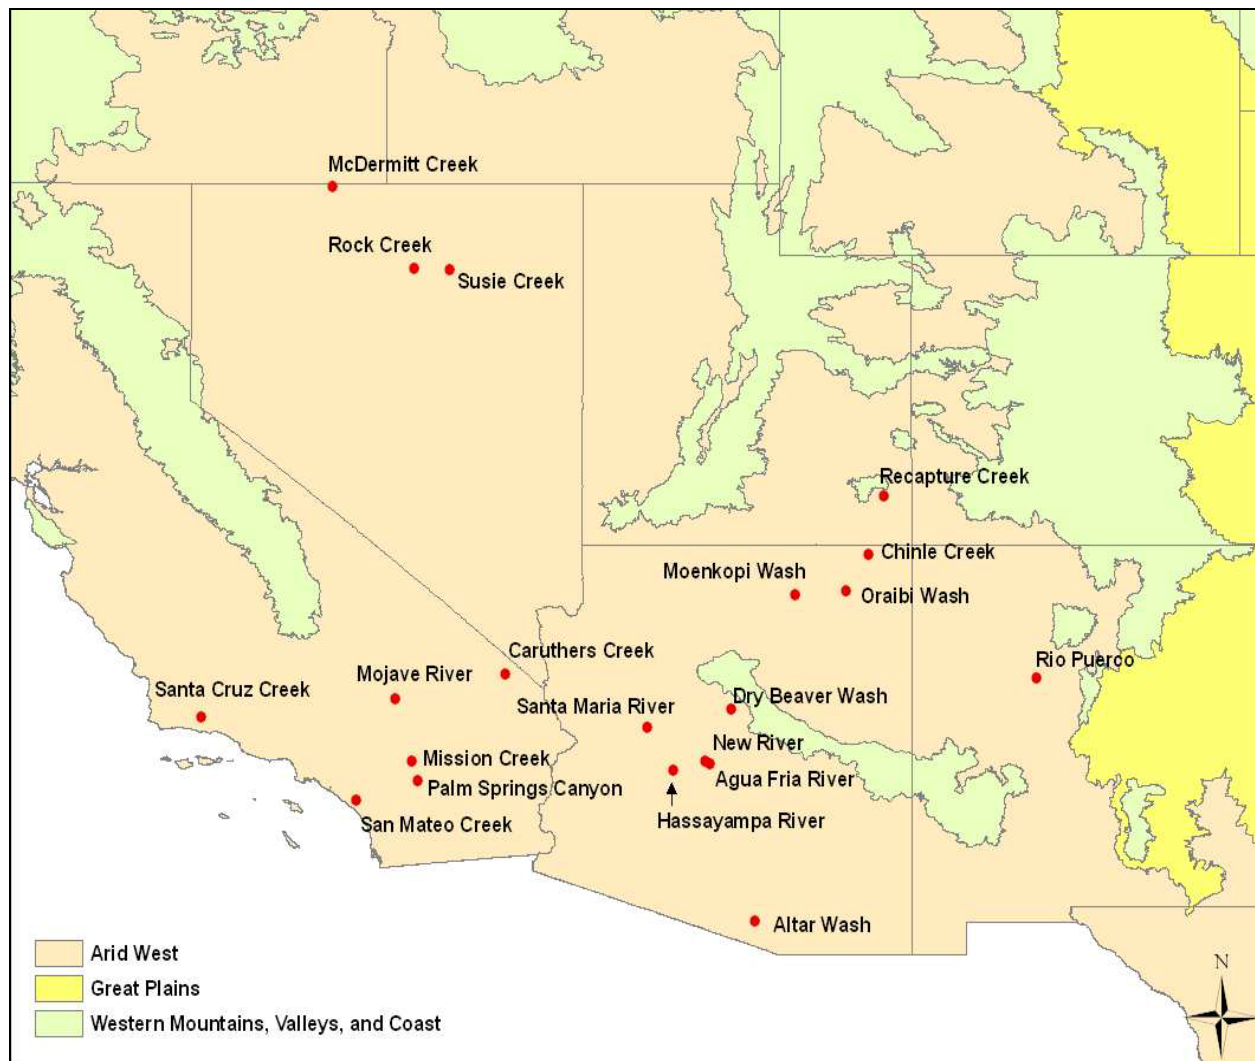 McDermitt Creek
Rock Creek
Susie Creek
Recapture Creek
Chinle Creek
Moenkopi Wash
Oraibi Wash
Caruthers Creek
Rio Puerco
Mojave River
Santa Cruz Creek
Santa Maria River
Dry Beaver Wash
New River
Mission Creek
Agua Fria River
Palm Springs Canyon
San Mateo Creek
Hassayampa River
Altar Wash
Arid West
Great Plains
Western Mountains, Valleys, and Coast
N